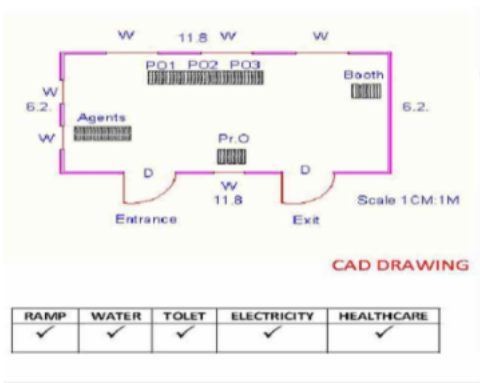 W 11.8 W W
PO1 PO2 PO3
Booth
W
6.2. 6.2.
Agents
W
Pr.O
D D
W
11.8 Scale 1CM:1M
Entrance Exit
CAD DRAWING
RAMP WATER TOLET ELECTRICITY HEALTHCARE
✓ ✓ ✓ ✓ ✓